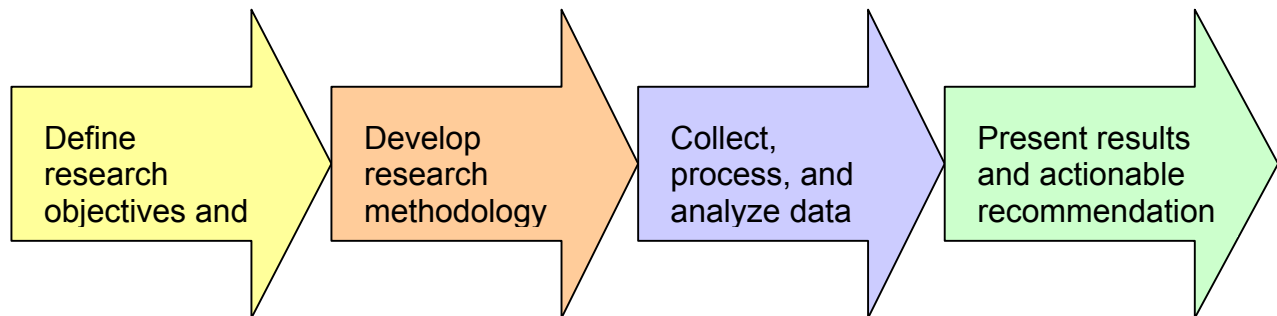 Define
research
objectives and
Develop
research
methodology
Collect,
process, and
analyze data
Present results
and actionable
recommendation